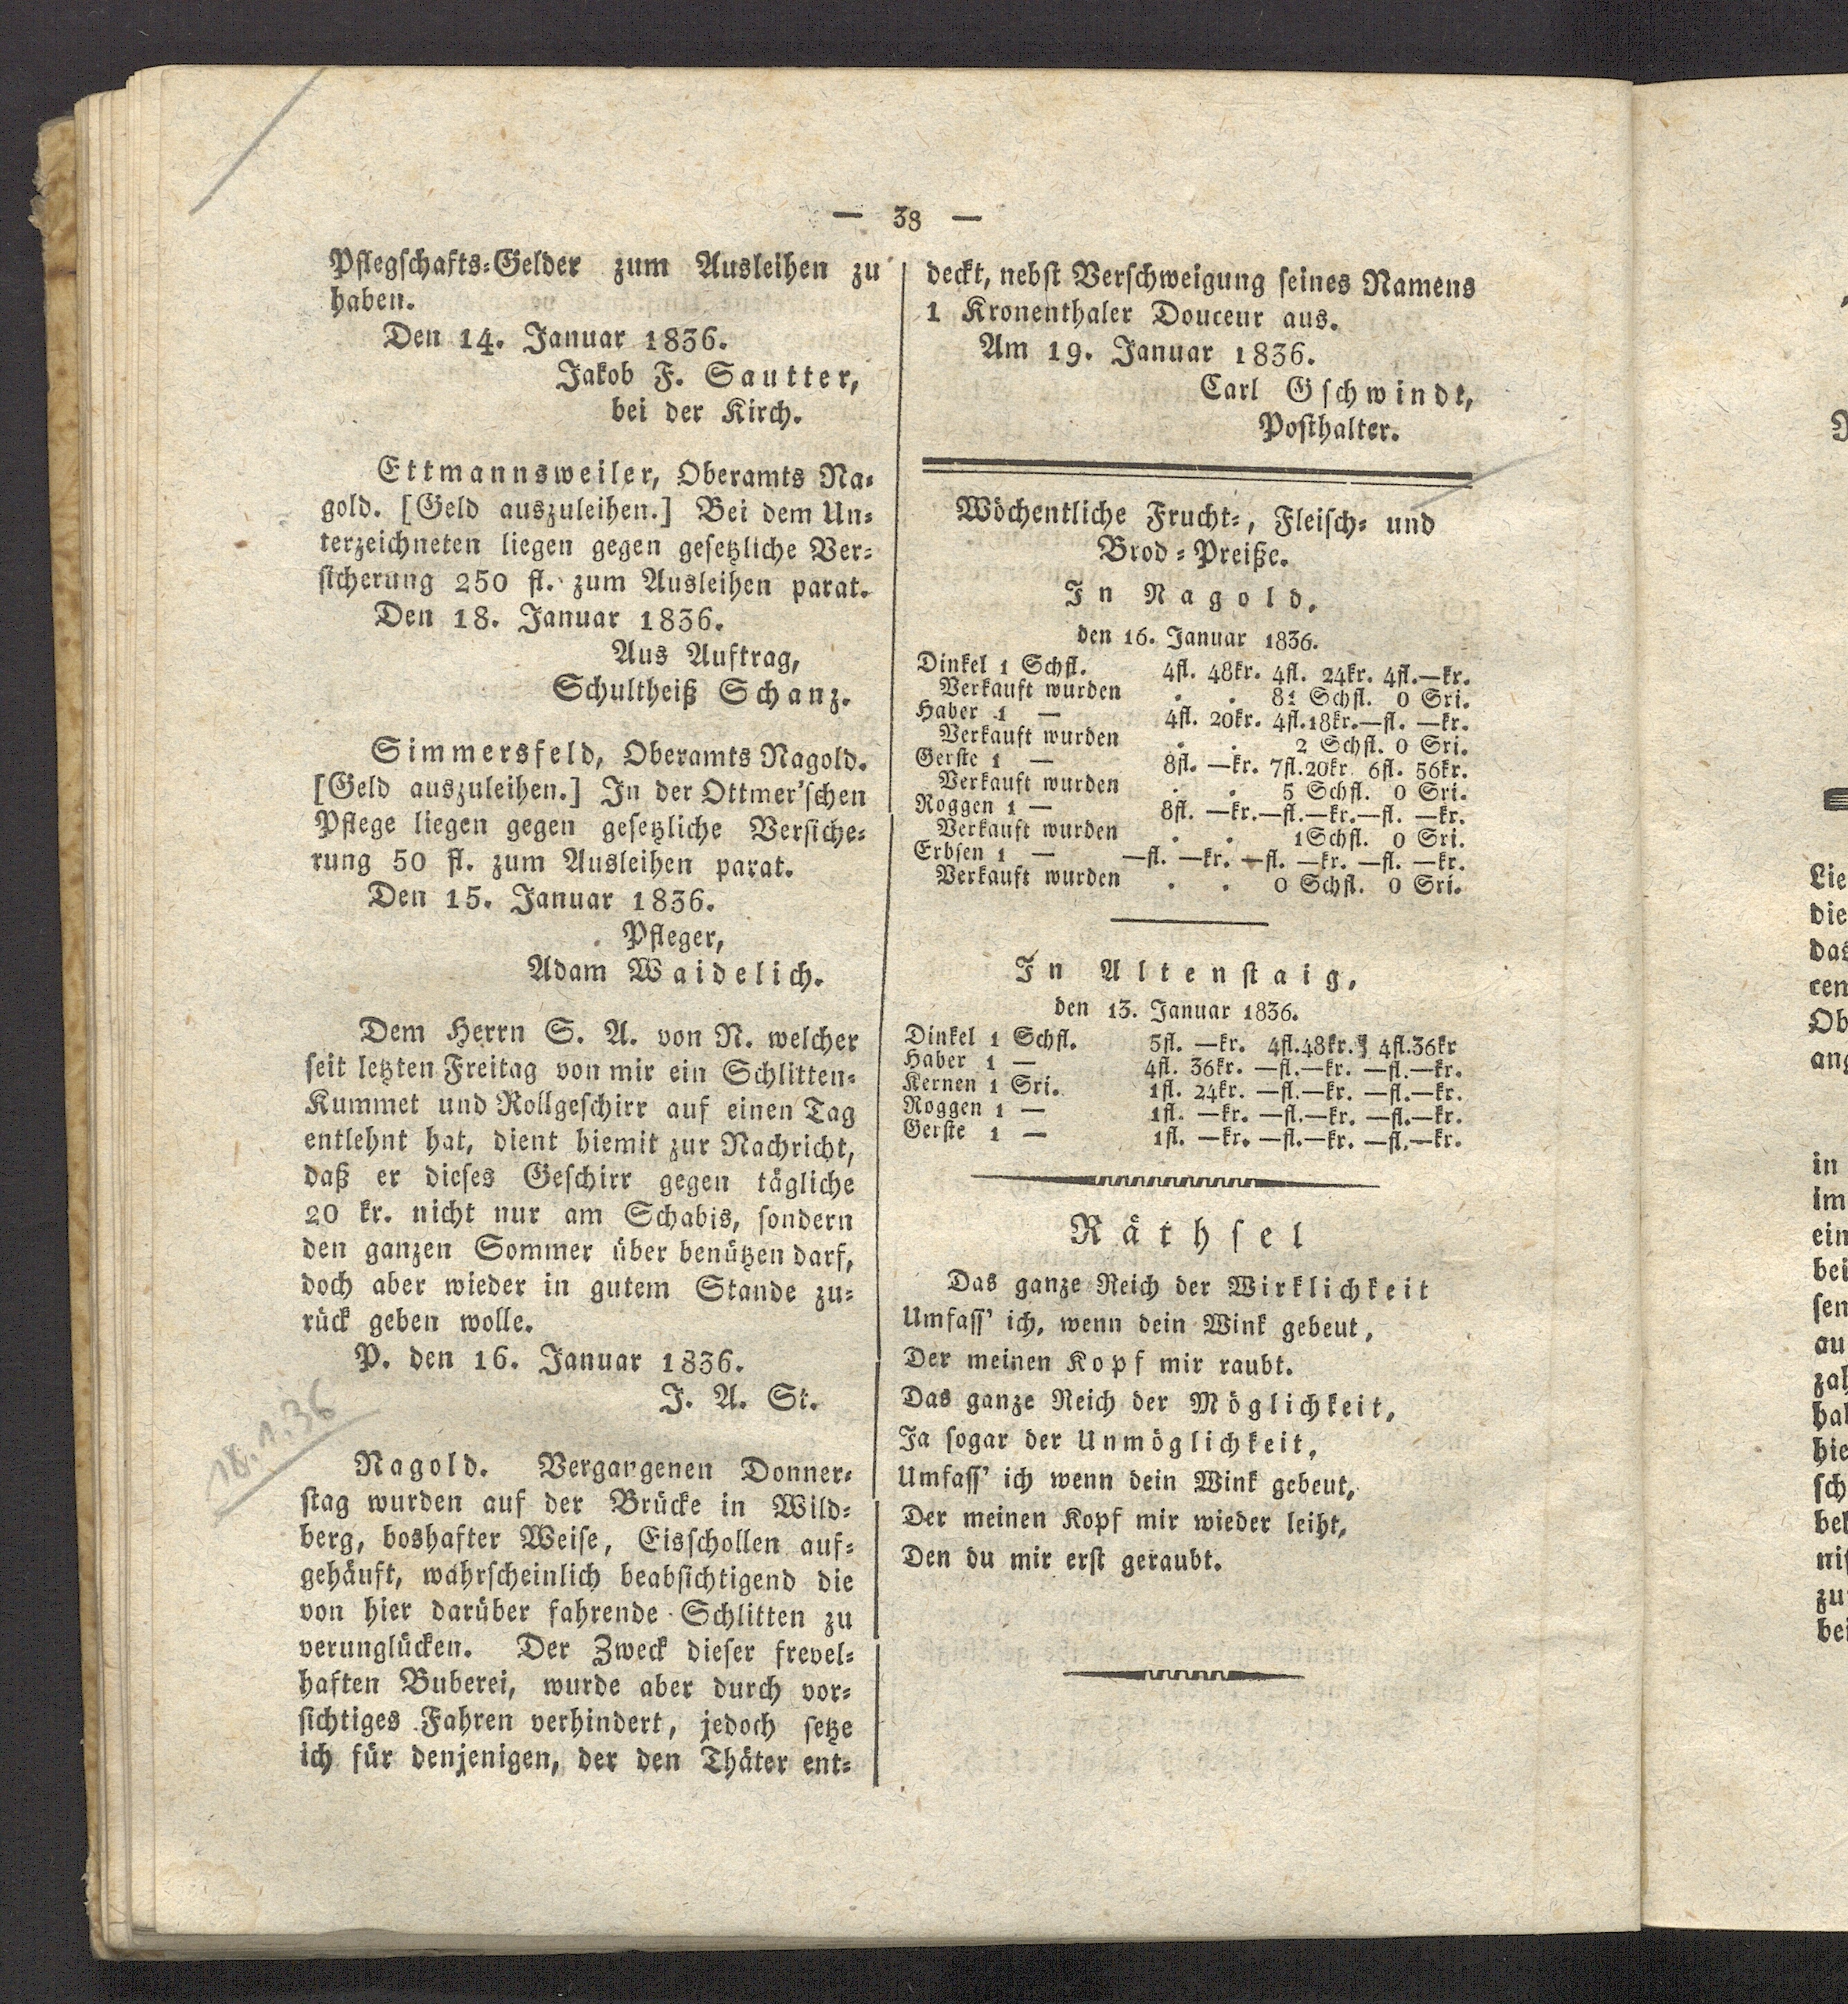 — 38 —
Pflegschafts-Gelder zum Ausleihen zu
haben.
Den 14. Januar 1836.
Jakob F. Sautter,
bei der Kirch.
Ettmannsweiler, Oberamts Na-
gold. [Geld auszuleihen.] Bei dem Un-
terzeichneten liegen gegen gesetzliche Ver-
sicherung 250 fl. zum Ausleihen parat.
Den 18. Januar 1836.
Aus Auftrag,
Schultheiß Schanz.
Simmersfeld, Oberamts Nagold.
[Geld auszuleihen.] In der Ottmer'schen
Pflege liegen gegen gesetzliche Versiche-
rung 50 fl. zum Ausleihen parat.
Den 15. Januar 1836.
Pfleger,
Adam Waidelich.
Dem Herrn S. A. von N. welcher
seit letzten Freitag von mir ein Schlitten-
Kummet und Rollgeschirr auf einen Tag
entlehnt hat, dient hiemit zur Nachricht,
daß er dieses Geschirr gegen tägliche
20 kr. nicht nur am Schabis, sondern
den ganzen Sommer über benützen darf,
doch aber wieder in gutem Stande zu-
rück geben wolle.
P. den 16. Januar 1836.
J. A. St.
18.1.36
Nagold. Vergangenen Donner-
stag wurden auf der Brücke in Wild-
berg, boshafter Weise, Eisschollen auf-
gehäuft, wahrscheinlich beabsichtigend die
von hier darüber fahrende Schlitten zu
verunglücken. Der Zweck dieser frevel-
haften Buberei, wurde aber durch vor-
sichtiges Fahren verhindert, jedoch setze
ich für denjenigen, der den Thäter ent-
deckt, nebst Verschweigung seines Namens
1 Kronenthaler Douceur aus.
Am 19. Januar 1836.
Carl Gschwindt,
Posthalter.
Wöchentliche Frucht-, Fleisch- und
Brod-Preiße.
In Nagold,
den 16. Januar 1836.
Dinkel 1 Schfl. 4fl. 48kr. 4fl. 24kr. 4fl.—kr.
Verkauft wurden . . Schfl. 0 Sri.
Haber 1 — 4fl. 20kr. 4fl.18kr.—fl. —kr.
Verkauft wurden . . 2 Schfl. 0 Sri.
Gerste 1 — 8fl. —kr. 7fl.20kr. 6fl. 56kr.
Verkauft wurden . . 5 Schfl. 0 Sri.
Roggen 1 — 8fl. —kr.—fl.—kr.—fl. —kr.
Verkauft wurden . . 1Schfl. 0 Sri.
Erbsen 1 — —fl. —kr. —fl. —kr. —fl. —kr.
Verkauft wurden . . 0 Schfl. 0 Sri.
In Altenstaig,
den 13. Januar 1836.
Dinkel 1 Schfl. 5fl. —kr. 4fl.48kr. 4fl.36kr
Haber 1 — 4fl. 36kr. —fl.—kr. —fl.—kr.
Kernen 1 Sri. 1fl. 24kr. —fl.—kr. —fl.—kr.
Roggen 1 — 1fl. —kr. —fl.—kr. —fl.—kr.
Gerste 1 — 1fl. —kr. —fl.—kr. —fl.—kr.
Räthsel
Das ganze Reich der Wirklichkeit
Umfass' ich, wenn dein Wink gebeut,
Der meinen Kopf mir raubt.
Das ganze Reich der Möglichkeit,
Ja sogar der Unmöglichkeit,
Umfass' ich wenn dein Wink gebeut,
Der meinen Kopf mir wieder leiht,
Den du mir erst geraubt.
Lie
die
das
cen
Ob
ang
in
im
ein
bei
sen
au
zah
hie
sch
zu